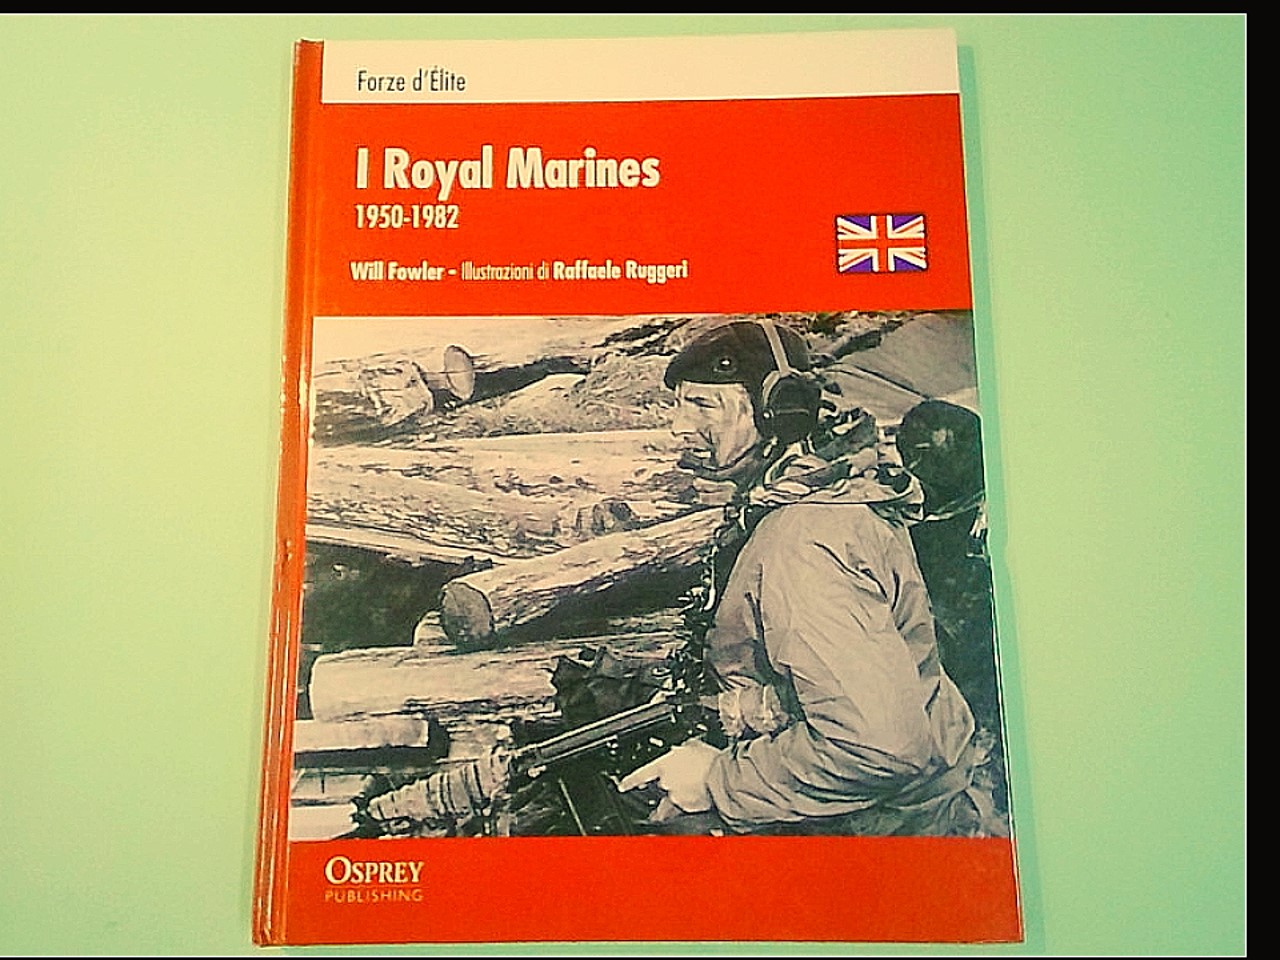 Forze d'Élite
I Royal Marines
1950-1982
Will Fowler - Illustrazioni di Raffaele Ruggeri
OSPREY
PUBLISHING